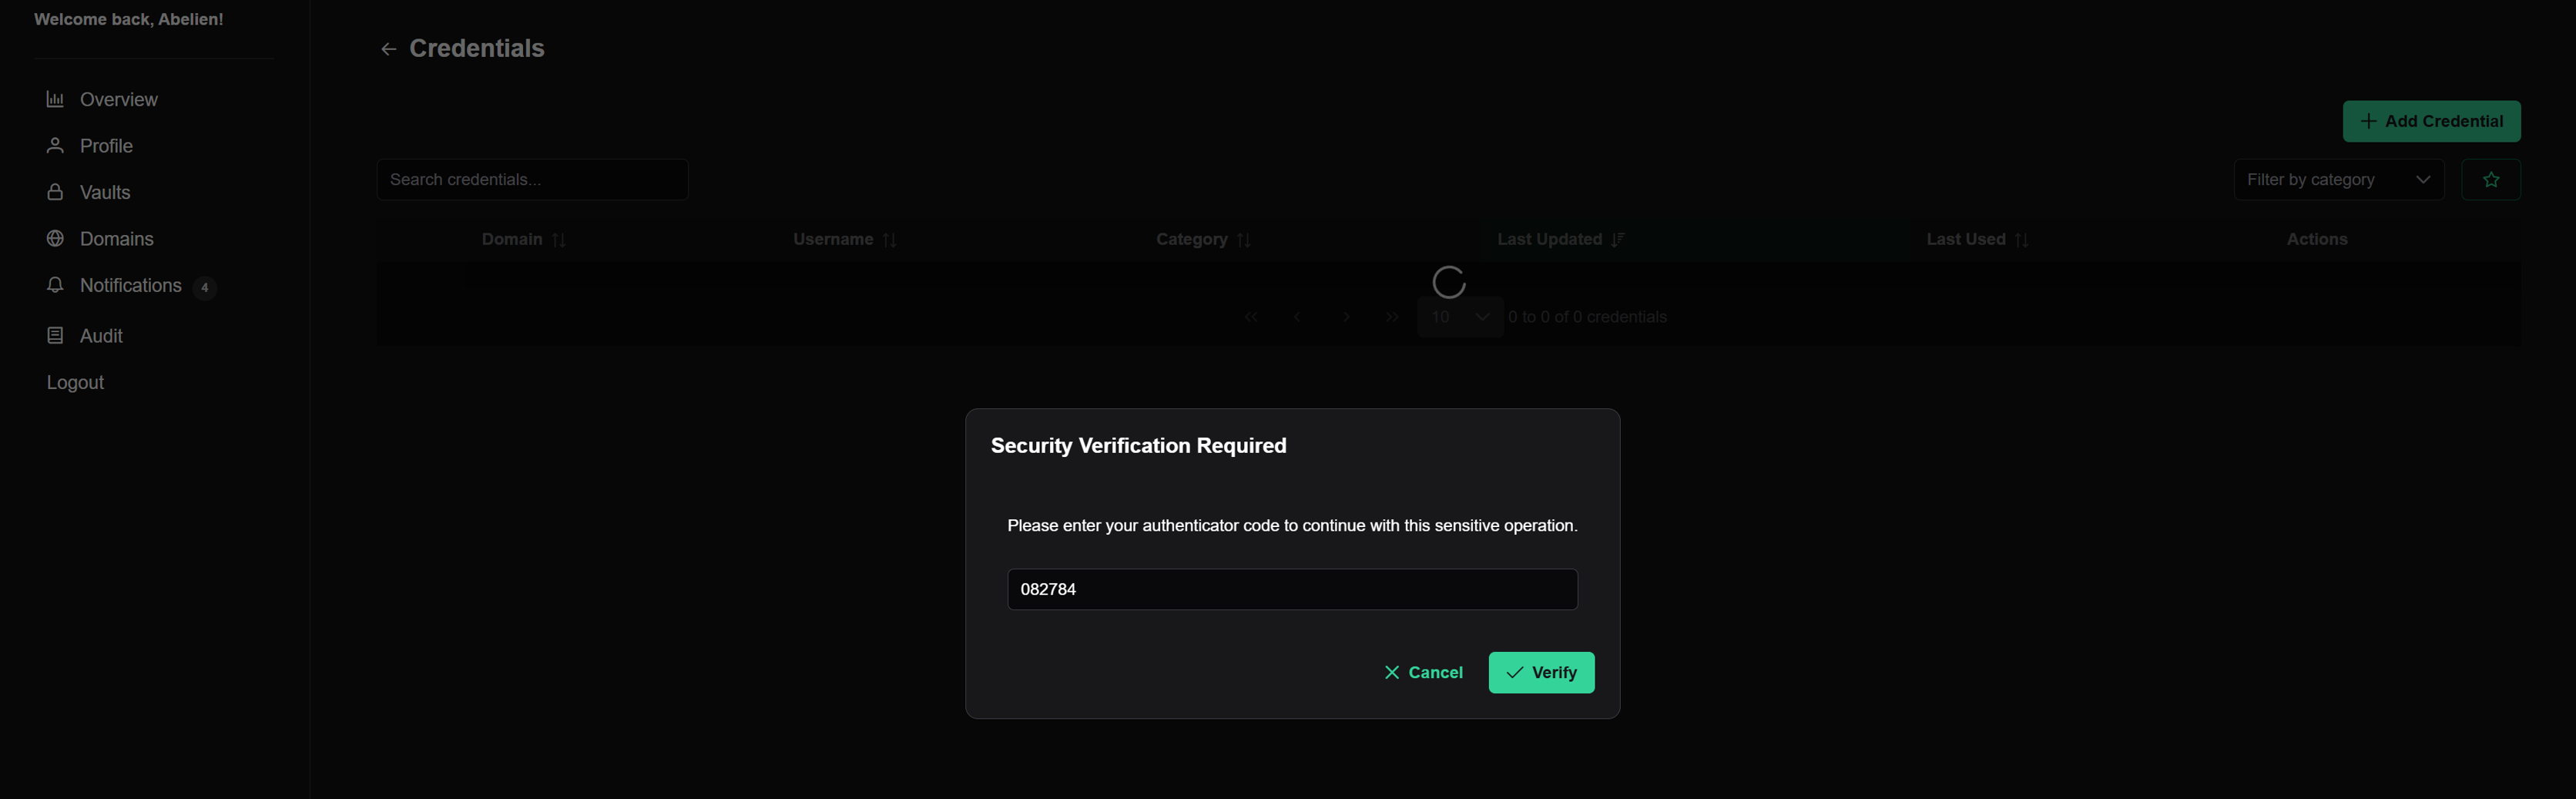 Welcome back, Abelien!
Overview
Profile
Vaults
Domains
Notifications 4
Audit
Logout
Credentials
Add Credential
Search credentials...
Filter by category
Domain Username Category Last Updated Last Used Actions
10 0 to 0 of 0 credentials
Security Verification Required
Please enter your authenticator code to continue with this sensitive operation.
082784
Cancel Verify